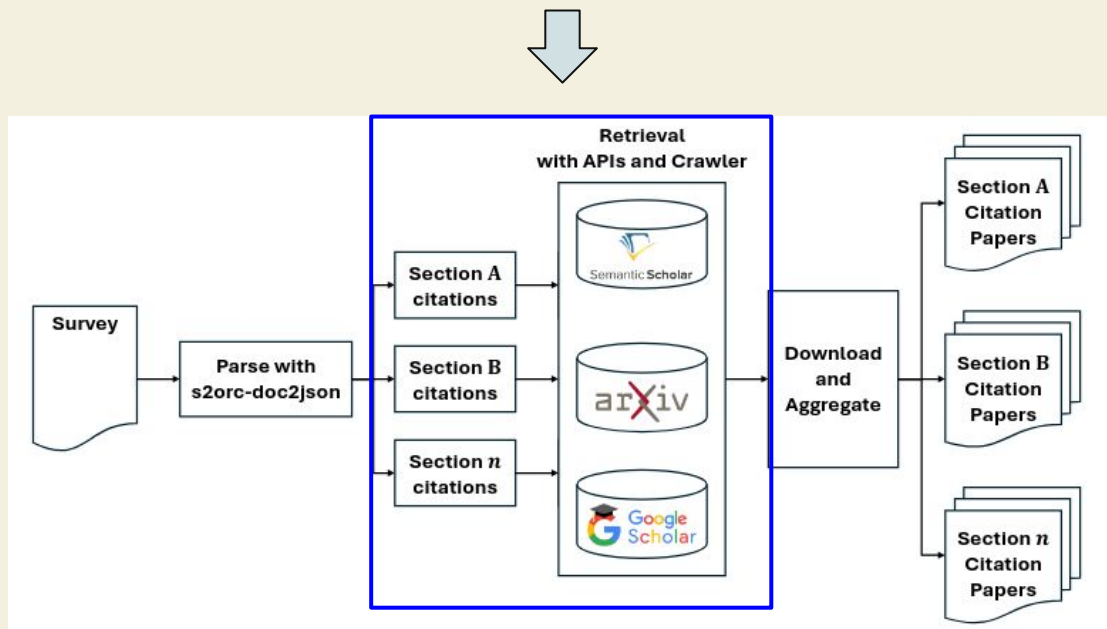 Retrieval
with APIs and Crawler
Survey
Parse with
s2orc-doc2json
Section A
citations
Section B
citations
Section n
citations
Semantic Scholar
arXiv
Google
Scholar
Download
and
Aggregate
Section A
Citation
Papers
Section B
Citation
Papers
Section n
Citation
Papers